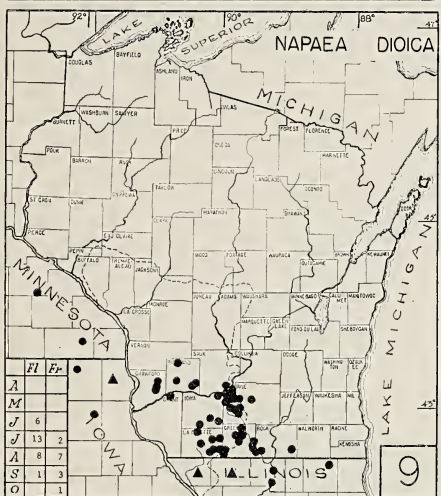 92° 90° 88°
47
NAPAEA DIOICA
LAKE SUPERIOR
BAYFIELD
DOUGLAS
ASHLAND
IRON
MICHIGAN
VILAS
WASHBURN SAWYER
BURNETT
PRICE
FOREST FLORENCE
ONEIDA
MARINETTE
POLK
BARRON
RUSK
LINCOLN
LANGLADE
OCONTO
TAYLOR
CHIPPEWA
ST CROIX DUNN
CLARK
MARATHON
SHAWANO
DOOR
45°
PIERCE
EAU CLAIRE
PEPIN
BUFFALO
TREMPEALEAU
JACKSON
WOOD PORTAGE WAUPACA
OUTAGAMIE
BROWN KEWAUNEE
MINNESOTA
MONROE
LA CROSSE
JUNEAU ADAMS WAUSHARA
WINNEBAGO
CALUMET
MANITOWOC
MARQUETTE
GREEN LAKE
FOND DU LAC
SHEBOYGAN
LAKE MICHIGAN
VERNON
SAUK
COLUMBIA
DODGE
WASHINGTON
OZAUKEE
CRAWFORD
GRANT
IOWA
DANE
JEFFERSON
WAUKESHA
MIL
43°
LAFAYETTE
GREEN
ROCK
WALWORTH
RACINE
KENOSHA
IOWA
ILLINOIS
Fl Fr
A
M
J 6
J 13 2
A 8 7
S 1 3
O 1
9